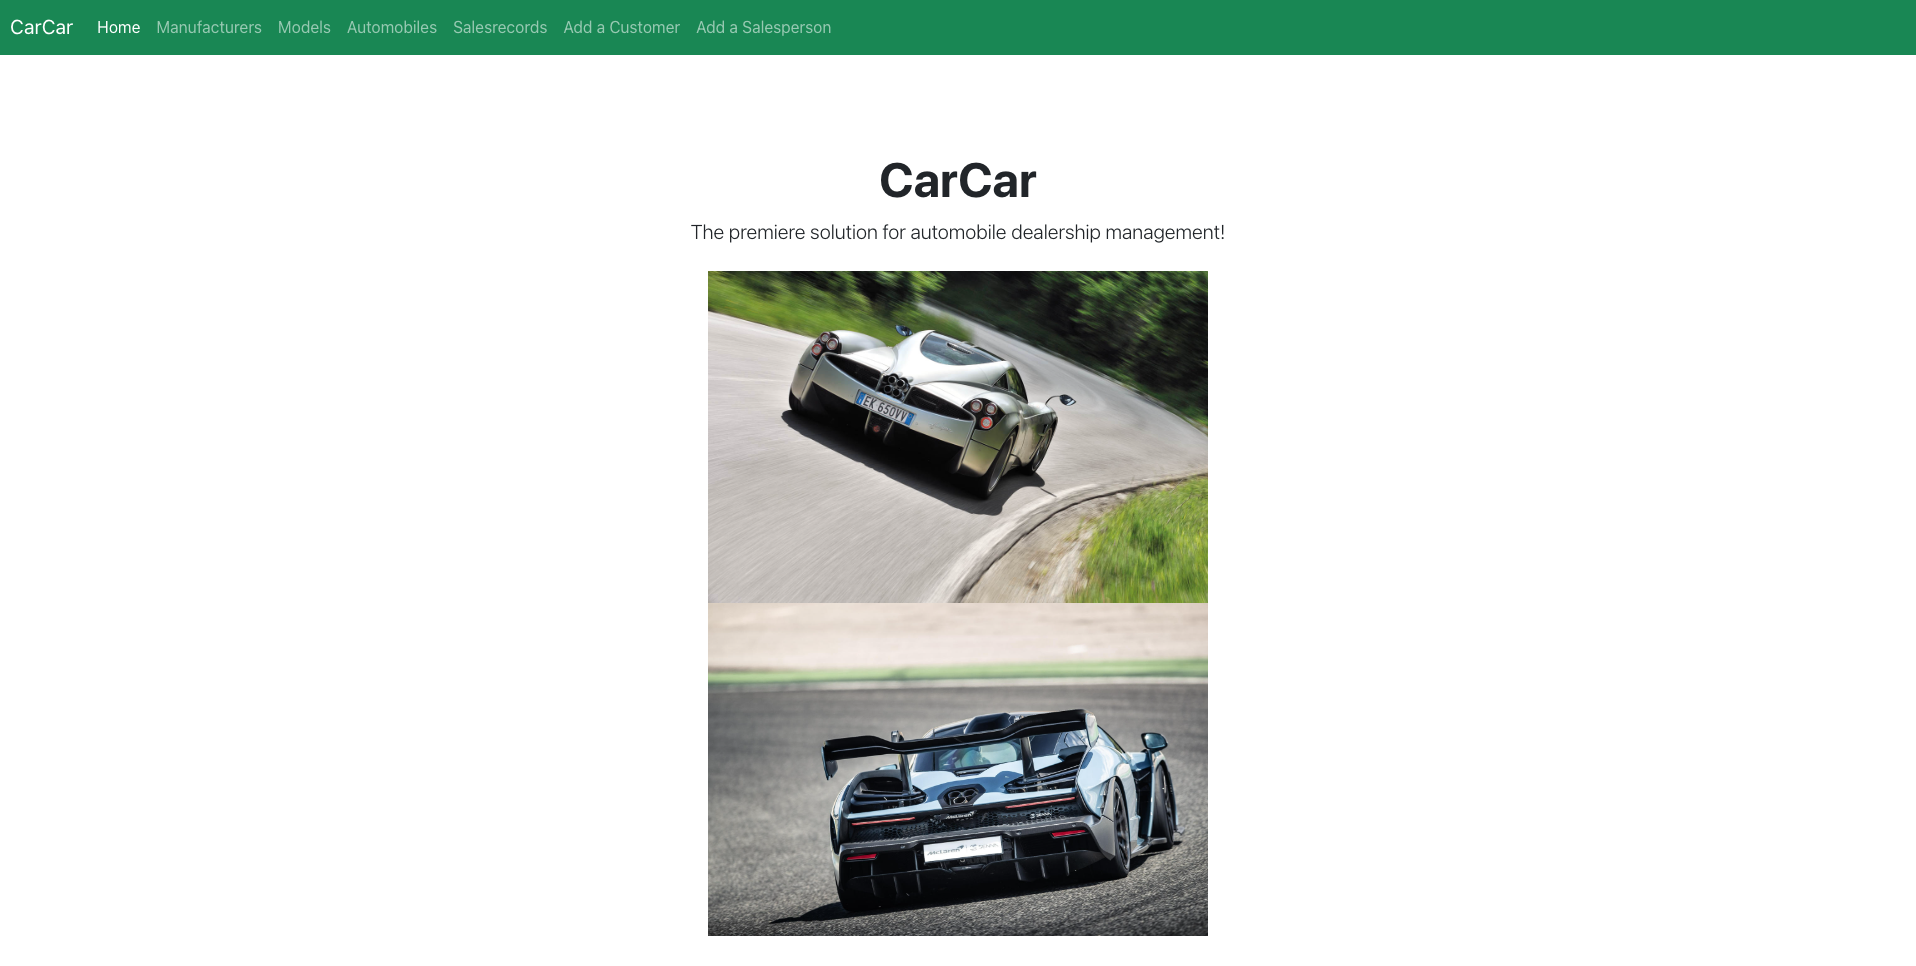 CarCar Home Manufacturers Models Automobiles Salesrecords Add a Customer Add a Salesperson
CarCar
The premiere solution for automobile dealership management!
EK 650VV
McLaren